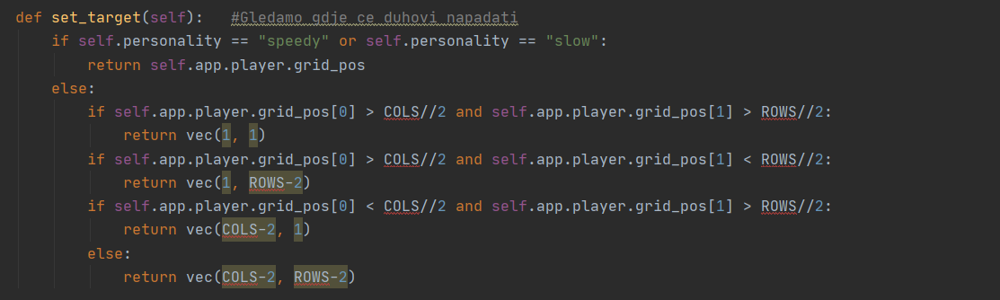 def set_target(self):   #Gledamo gdje ce duhovi napadati
    if self.personality == "speedy" or self.personality == "slow":
        return self.app.player.grid_pos
    else:
        if self.app.player.grid_pos[0] > COLS//2 and self.app.player.grid_pos[1] > ROWS//2:
            return vec(1, 1)
        if self.app.player.grid_pos[0] > COLS//2 and self.app.player.grid_pos[1] < ROWS//2:
            return vec(1, ROWS-2)
        if self.app.player.grid_pos[0] < COLS//2 and self.app.player.grid_pos[1] > ROWS//2:
            return vec(COLS-2, 1)
        else:
            return vec(COLS-2, ROWS-2)